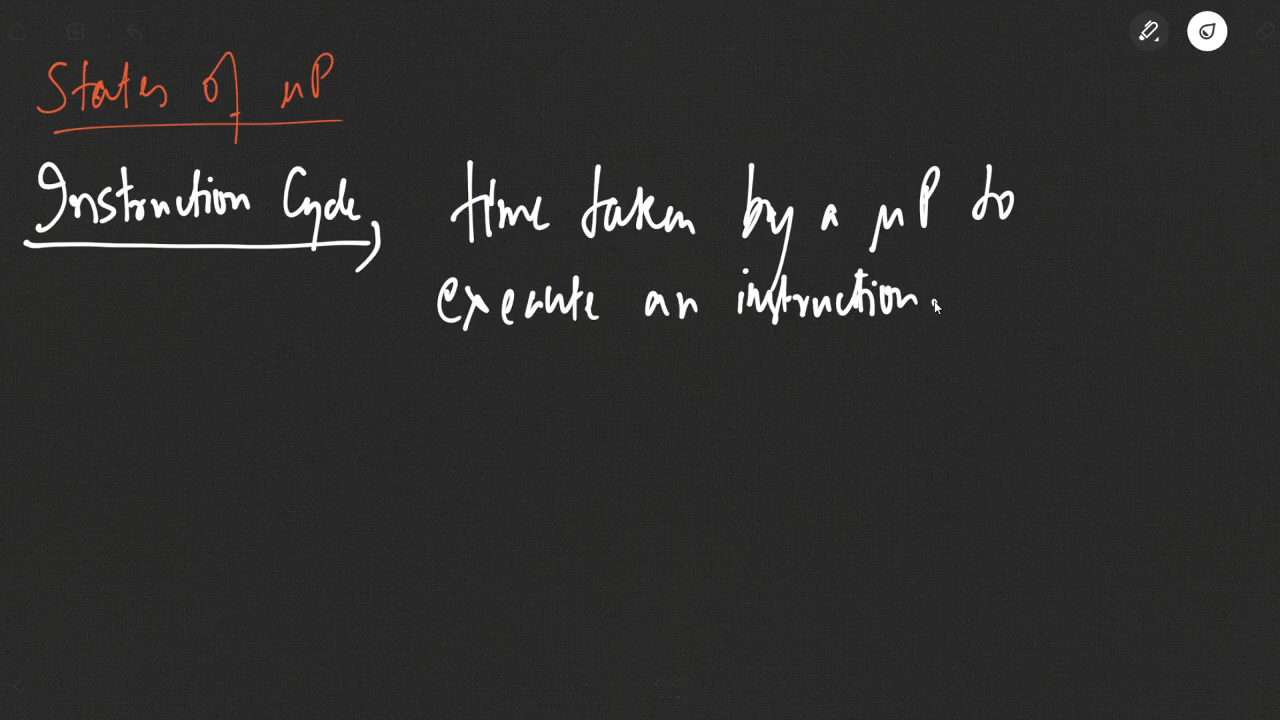 States of μP
Instruction Cycle, time taken by a μP to
execute an instruction.